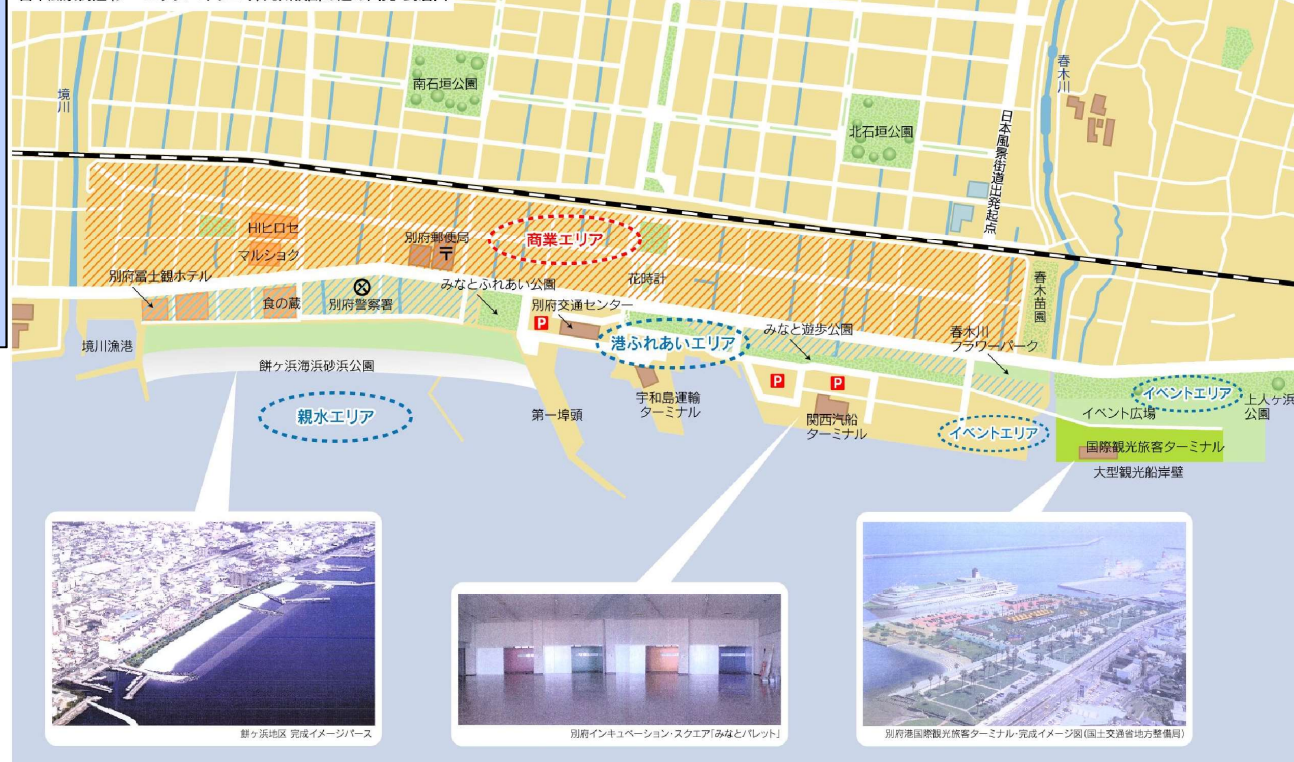 南石垣公園
北石垣公園
境川
春木川
日本風景街道出発起点
HIヒロセ
マルショク
別府郵便局
〒
商業エリア
別府富士観ホテル
食の蔵
別府警察署
みなとふれあい公園
花時計
別府交通センター
P
港ふれあいエリア
みなと遊歩公園
春木苗園
春木川
フラワーパーク
境川漁港
餅ヶ浜海浜砂浜公園
親水エリア
第一埠頭
宇和島運輸
ターミナル
P
P
関西汽船
ターミナル
イベントエリア
イベントエリア
イベント広場
上人ヶ浜
公園
国際観光旅客ターミナル
大型観光船岸壁
餅ヶ浜地区 完成イメージパース
別府インキュベーション・スクエア「みなとパレット」
別府港国際観光旅客ターミナル・完成イメージ図(国土交通省地方整備局)